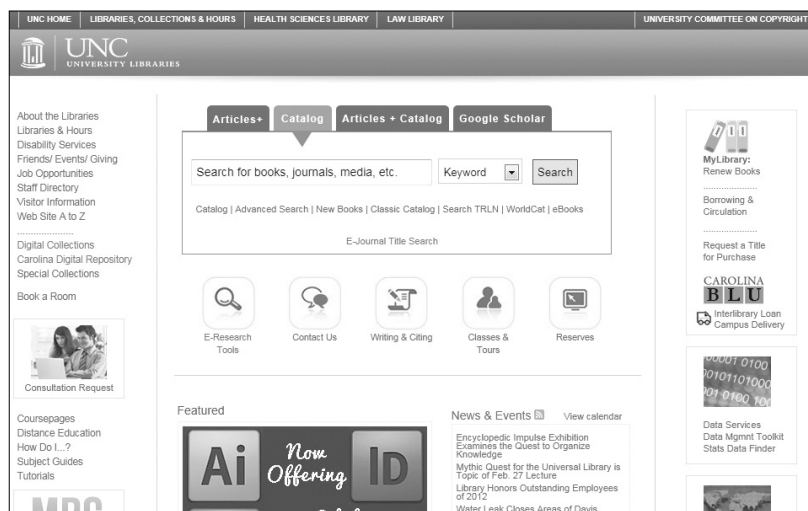 UNC HOME
LIBRARIES, COLLECTIONS & HOURS
HEALTH SCIENCES LIBRARY
LAW LIBRARY
UNIVERSITY COMMITTEE ON COPYRIGHT
UNC
UNIVERSITY LIBRARIES
About the Libraries
Libraries & Hours
Disability Services
Friends/ Events/ Giving
Job Opportunities
Staff Directory
Visitor Information
Web Site A to Z
Digital Collections
Carolina Digital Repository
Special Collections
Book a Room
Consultation Request
Coursepages
Distance Education
How Do I...?
Subject Guides
Tutorials
Articles+
Catalog
Articles + Catalog
Google Scholar
Search for books, journals, media, etc.
Keyword
Search
Catalog | Advanced Search | New Books | Classic Catalog | Search TRLN | WorldCat | eBooks
E-Journal Title Search
E-Research
Tools
Contact Us
Writing & Citing
Classes &
Tours
Reserves
Featured
Ai
Now
Offering
ID
News & Events
View calendar
Encyclopedic Impulse Exhibition
Examines the Quest to Organize
Knowledge
Mythic Quest for the Universal Library is
Topic of Feb. 27 Lecture
Library Honors Outstanding Employees
of 2012
Water Leak Closes Areas of Davis
MyLibrary:
Renew Books
Borrowing &
Circulation
Request a Title
for Purchase
CAROLINA
BLU
Interlibrary Loan
Campus Delivery
Data Services
Data Mgmnt Toolkit
Stats Data Finder